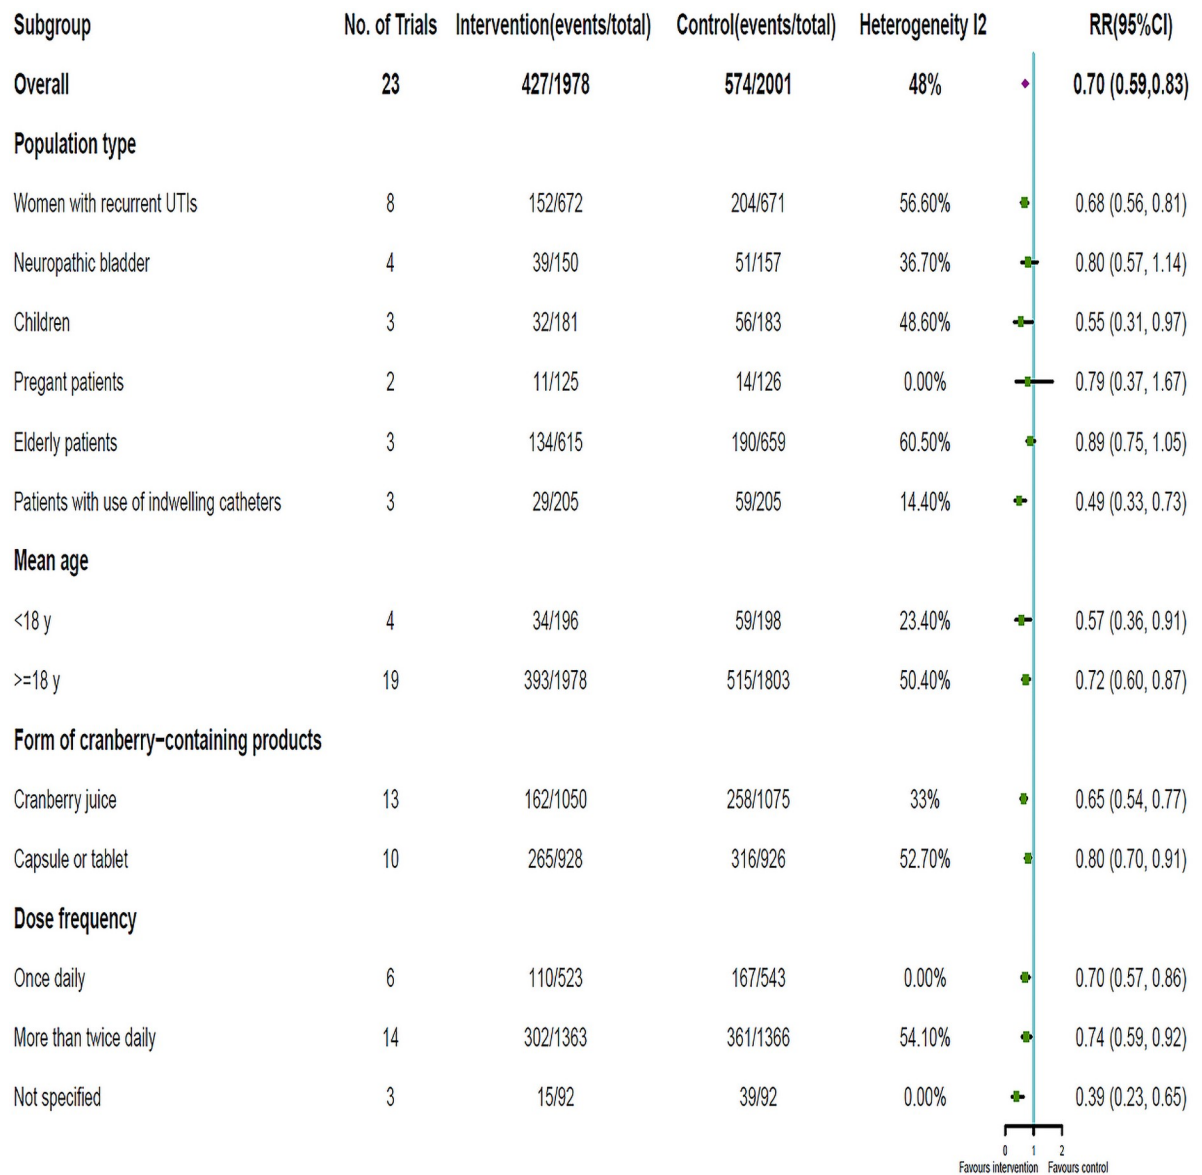 Subgroup No. of Trials Intervention(events/total) Control(events/total) Heterogeneity I2 RR(95%CI)
Overall 23 427/1978 574/2001 48% 0.70 (0.59,0.83)
Population type
Women with recurrent UTIs 8 152/672 204/671 56.60% 0.68 (0.56, 0.81)
Neuropathic bladder 4 39/150 51/157 36.70% 0.80 (0.57, 1.14)
Children 3 32/181 56/183 48.60% 0.55 (0.31, 0.97)
Pregant patients 2 11/125 14/126 0.00% 0.79 (0.37, 1.67)
Elderly patients 3 134/615 190/659 60.50% 0.89 (0.75, 1.05)
Patients with use of indwelling catheters 3 29/205 59/205 14.40% 0.49 (0.33, 0.73)
Mean age
<18 y 4 34/196 59/198 23.40% 0.57 (0.36, 0.91)
>=18 y 19 393/1978 515/1803 50.40% 0.72 (0.60, 0.87)
Form of cranberry−containing products
Cranberry juice 13 162/1050 258/1075 33% 0.65 (0.54, 0.77)
Capsule or tablet 10 265/928 316/926 52.70% 0.80 (0.70, 0.91)
Dose frequency
Once daily 6 110/523 167/543 0.00% 0.70 (0.57, 0.86)
More than twice daily 14 302/1363 361/1366 54.10% 0.74 (0.59, 0.92)
Not specified 3 15/92 39/92 0.00% 0.39 (0.23, 0.65)
0 1 2
Favours intervention Favours control